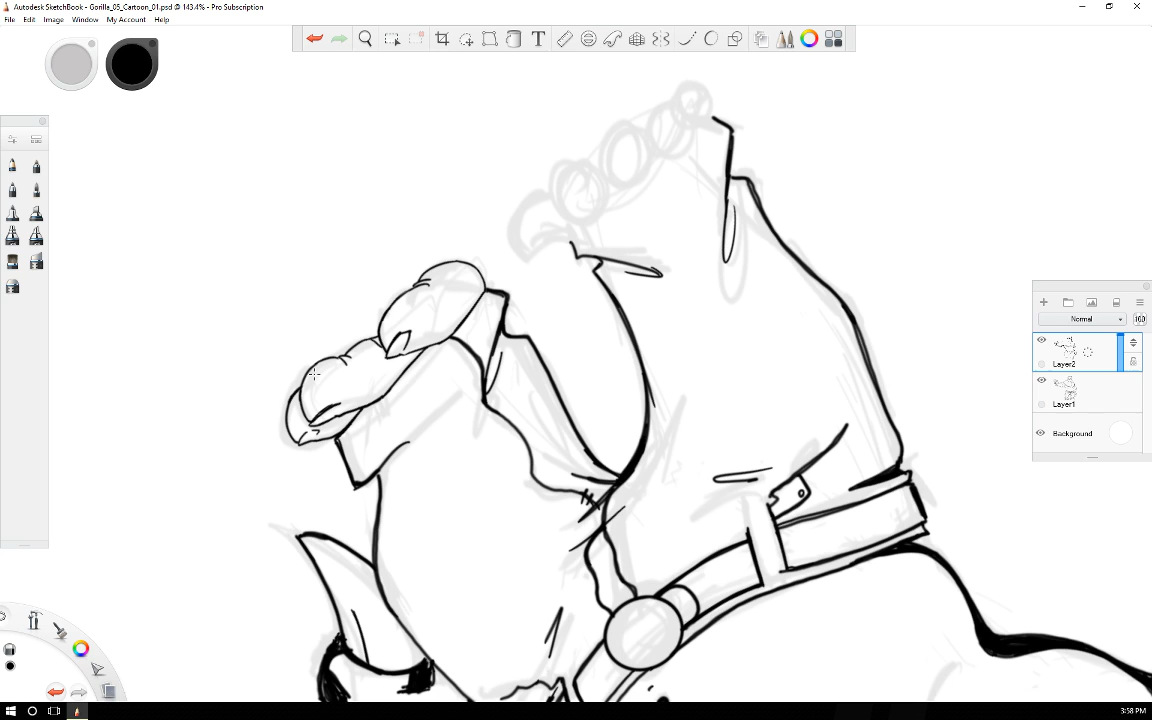 Autodesk SketchBook - Gorilla_05_Cartoon_01.psd @ 143.4% - Pro Subscription
File Edit Image Window My Account Help
T
Normal 100
Layer2
Layer1
Background
3:58 PM